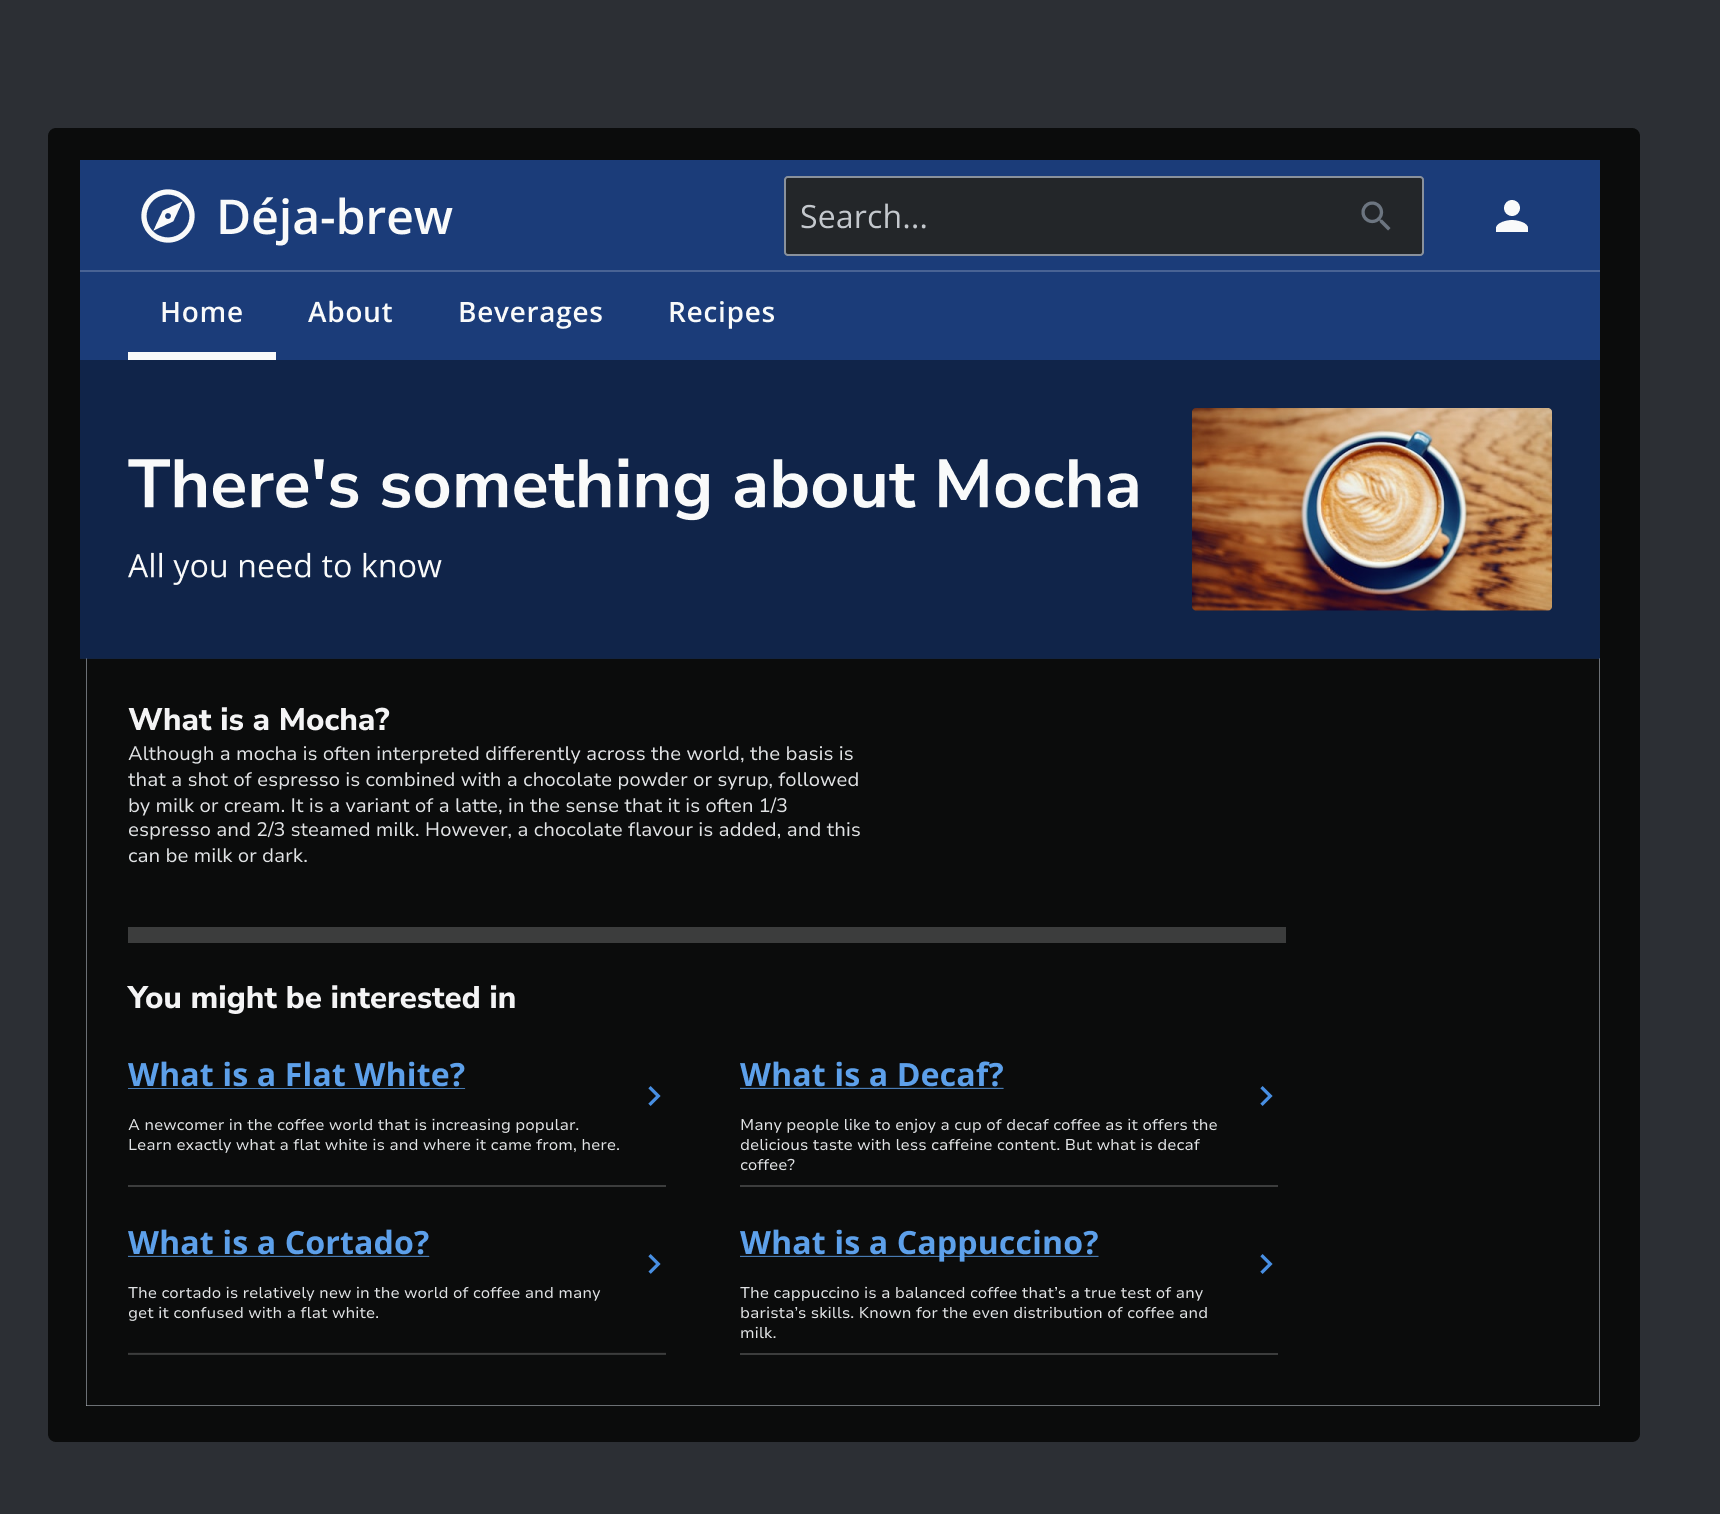 Déja-brew
Search...
Home About Beverages Recipes
There's something about Mocha
All you need to know
What is a Mocha?
Although a mocha is often interpreted differently across the world, the basis is
that a shot of espresso is combined with a chocolate powder or syrup, followed
by milk or cream. It is a variant of a latte, in the sense that it is often 1/3
espresso and 2/3 steamed milk. However, a chocolate flavour is added, and this
can be milk or dark.
You might be interested in
What is a Flat White?
A newcomer in the coffee world that is increasing popular.
Learn exactly what a flat white is and where it came from, here.
What is a Decaf?
Many people like to enjoy a cup of decaf coffee as it offers the
delicious taste with less caffeine content. But what is decaf
coffee?
What is a Cortado?
The cortado is relatively new in the world of coffee and many
get it confused with a flat white.
What is a Cappuccino?
The cappuccino is a balanced coffee that’s a true test of any
barista’s skills. Known for the even distribution of coffee and
milk.